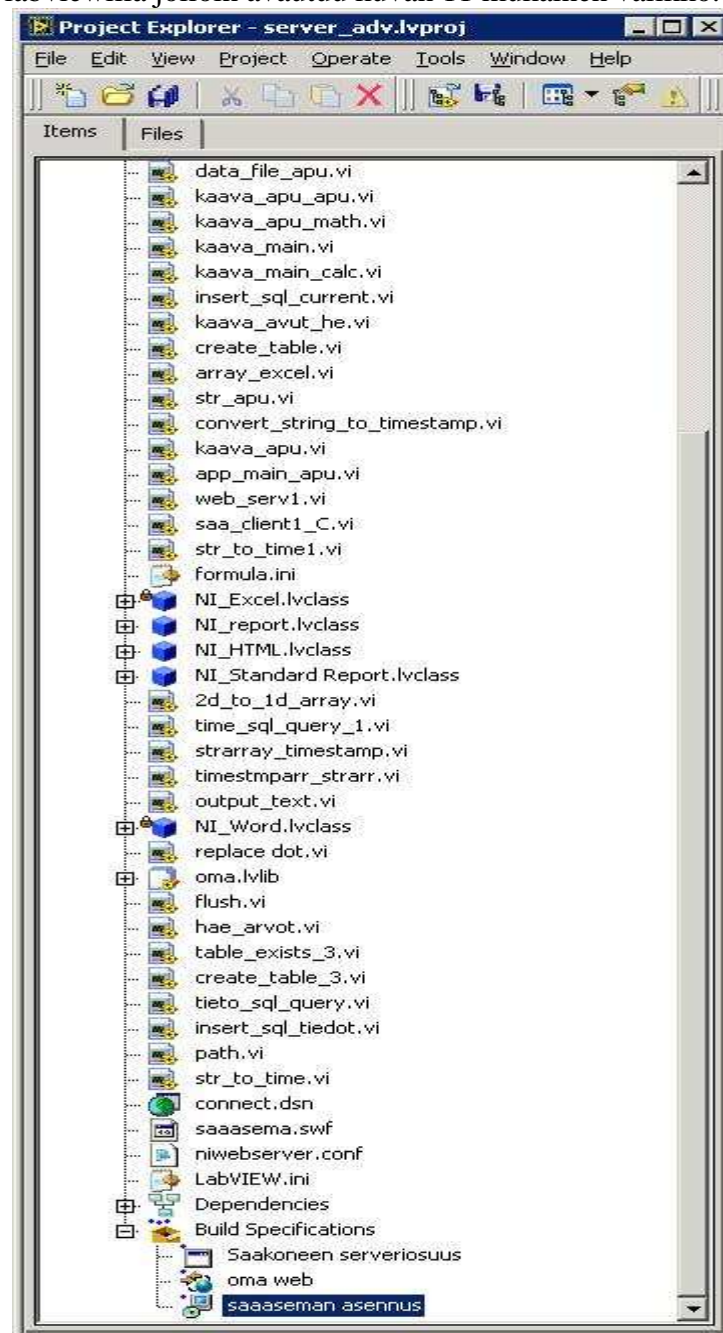 Project Explorer - server_adv.lvproj
File Edit View Project Operate Tools Window Help
Items Files
data_file_apu.vi
kaava_apu_apu.vi
kaava_apu_math.vi
kaava_main.vi
kaava_main_calc.vi
insert_sql_current.vi
kaava_avut_he.vi
create_table.vi
array_excel.vi
str_apu.vi
convert_string_to_timestamp.vi
kaava_apu.vi
app_main_apu.vi
web_serv1.vi
saa_client1_C.vi
str_to_time1.vi
formula.ini
NI_Excel.lvclass
NI_report.lvclass
NI_HTML.lvclass
NI_Standard Report.lvclass
2d_to_1d_array.vi
time_sql_query_1.vi
strarray_timestamp.vi
timestmparr_strarr.vi
output_text.vi
NI_Word.lvclass
replace dot.vi
oma.lvlib
flush.vi
hae_arvot.vi
table_exists_3.vi
create_table_3.vi
tieto_sql_query.vi
insert_sql_tiedot.vi
path.vi
str_to_time.vi
connect.dsn
saaasema.swf
niwebserver.conf
LabVIEW.ini
Dependencies
Build Specifications
Saakoneen serveriosuus
oma web
saaaseman asennus